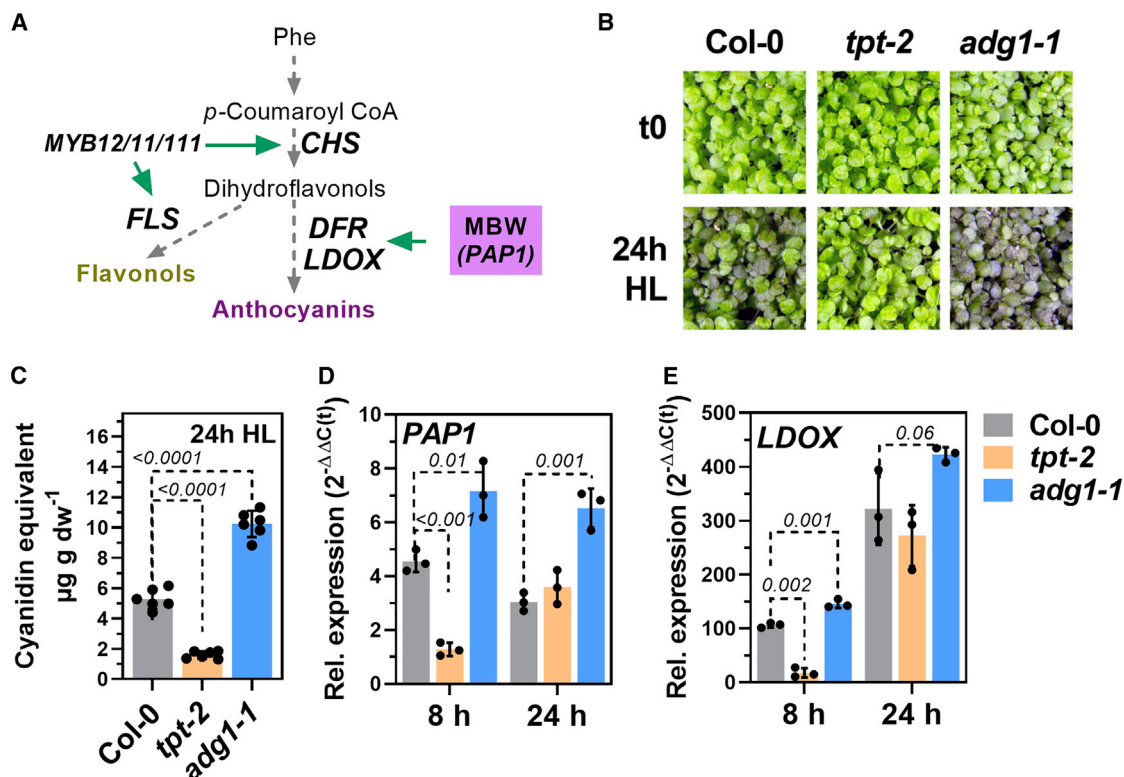 A
Phe
p-Coumaroyl CoA
MYB12/11/111
CHS
Dihydroflavonols
FLS
DFR
LDOX
MBW
(PAP1)
Flavonols
Anthocyanins
B
Col-0
tpt-2
adg1-1
t0
24h
HL
C
Cyanidin equivalent
µg g dw-1
16
14
12
10
8
6
4
2
0
24h HL
<0.0001
<0.0001
Col-0
tpt-2
adg1-1
D
Rel. expression (2-ΔΔC(t))
10
8
6
4
2
0
PAP1
0.01
0.001
<0.001
8 h
24 h
E
Rel. expression (2-ΔΔC(t))
500
400
300
200
100
0
LDOX
0.06
0.001
0.002
8 h
24 h
Col-0
tpt-2
adg1-1